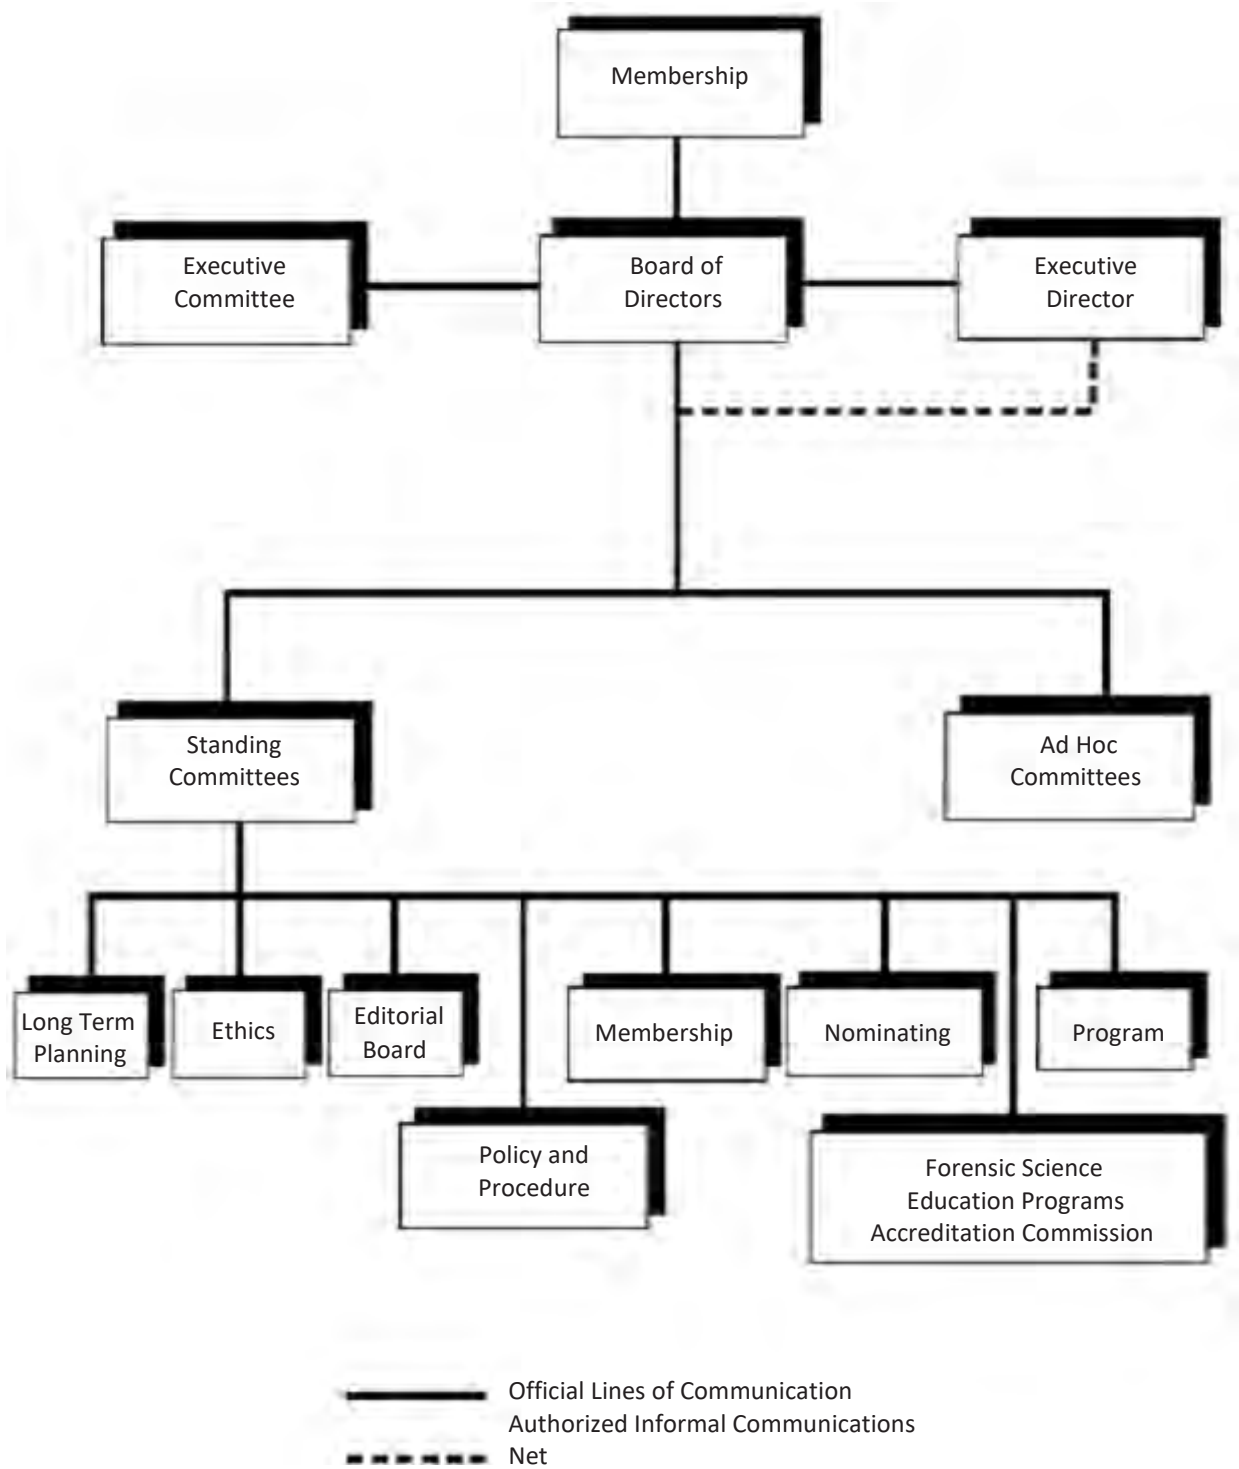 Membership
Executive
Committee
Board of
Directors
Executive
Director
Standing
Committees
Ad Hoc
Committees
Long Term
Planning
Ethics
Editorial
Board
Membership
Nominating
Program
Policy and
Procedure
Forensic Science
Education Programs
Accreditation Commission
Official Lines of Communication
Authorized Informal Communications
Net